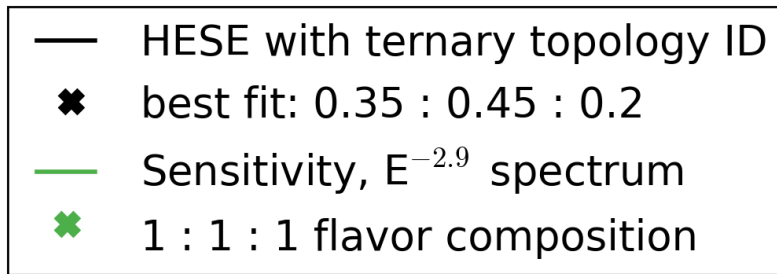 HESE with ternary topology ID
best fit: 0.35 : 0.45 : 0.2
Sensitivity, E^{-2.9} spectrum
1 : 1 : 1 flavor composition